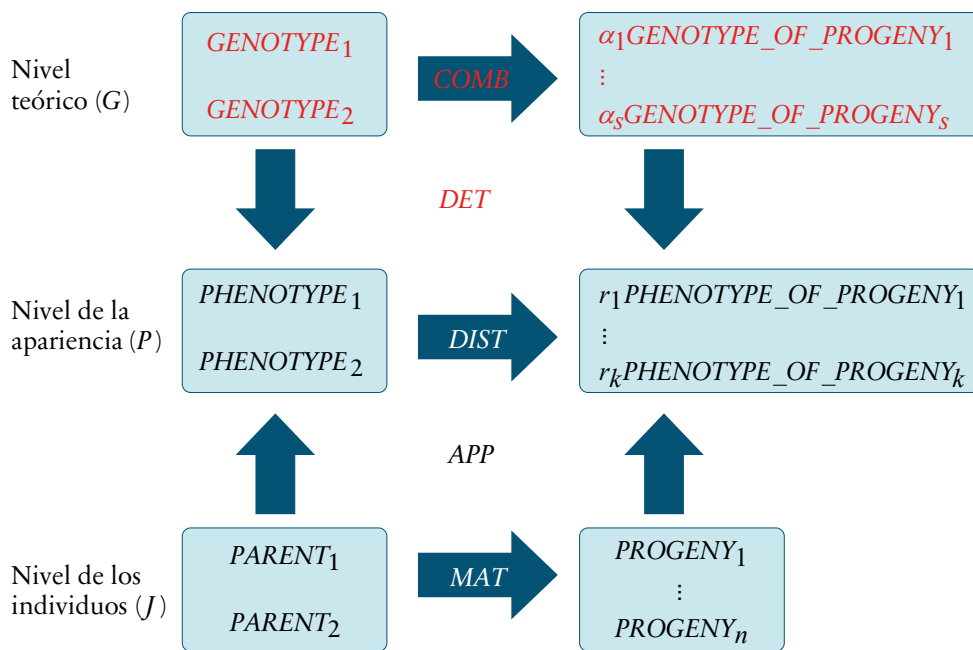 Nivel
teórico (G)
GENOTYPE1
GENOTYPE2
COMB
α1GENOTYPE_OF_PROGENY1
⋮
αsGENOTYPE_OF_PROGENYs
DET
Nivel de la
apariencia (P)
PHENOTYPE1
PHENOTYPE2
DIST
r1PHENOTYPE_OF_PROGENY1
⋮
rkPHENOTYPE_OF_PROGENYk
APP
Nivel de los
individuos (J)
PARENT1
PARENT2
MAT
PROGENY1
⋮
PROGENYn